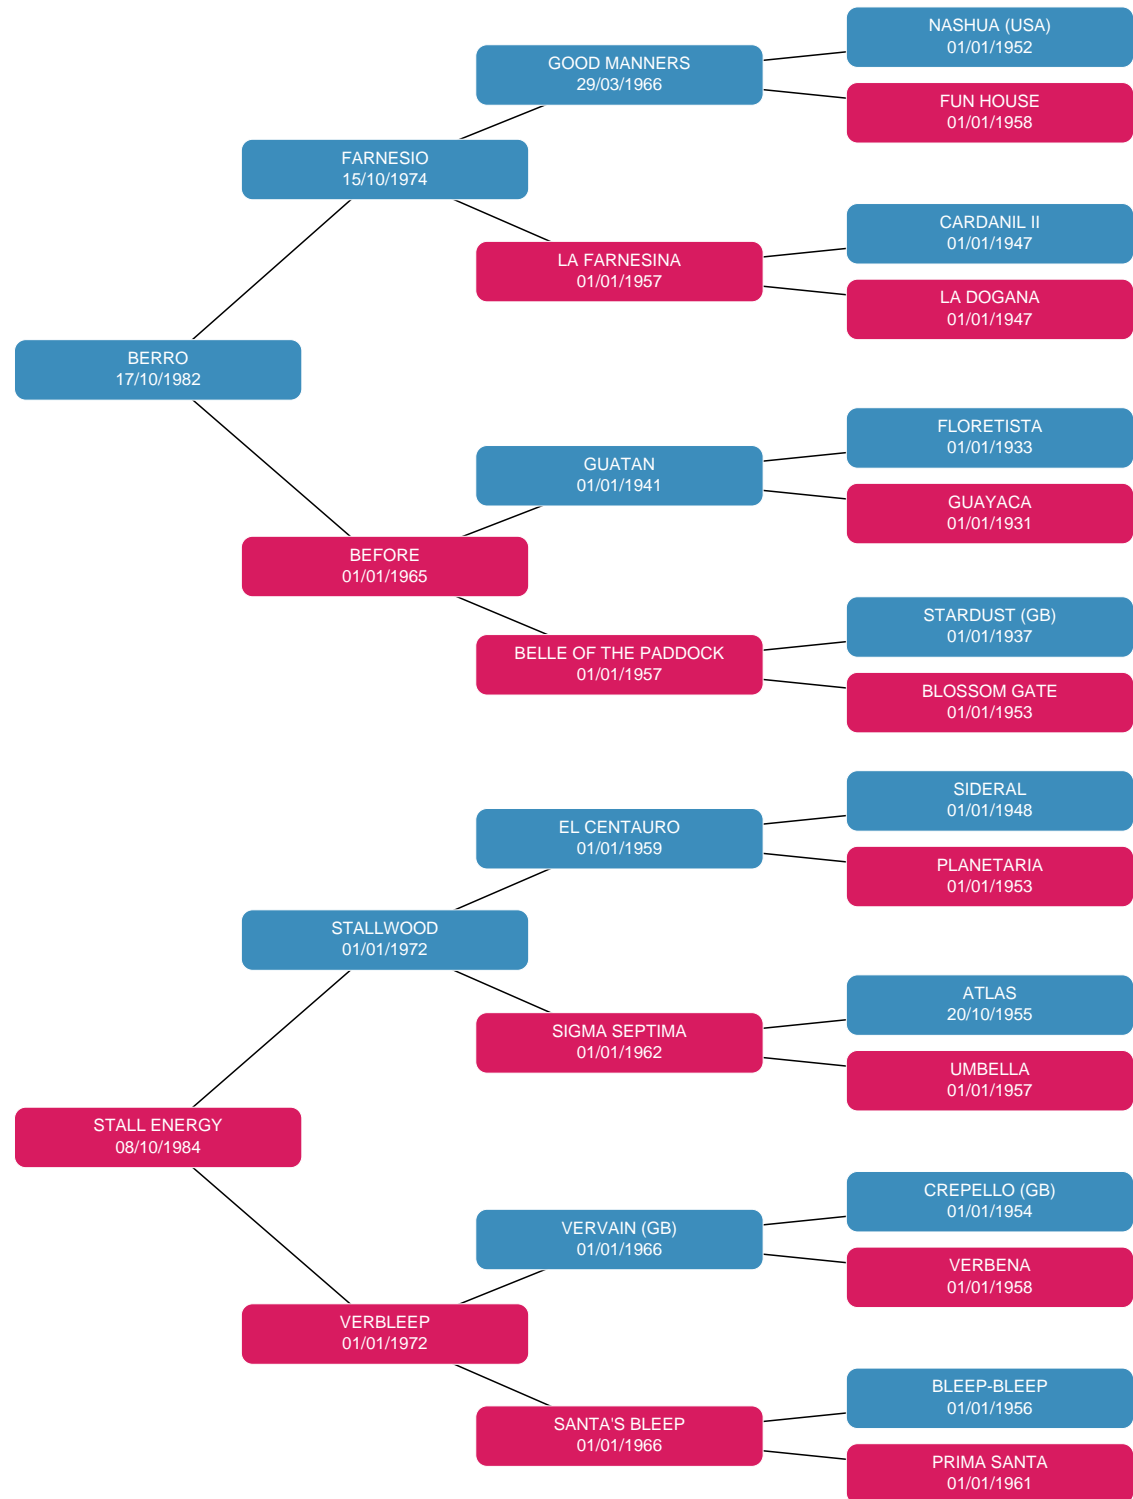 NASHUA (USA)
01/01/1952
GOOD MANNERS
29/03/1966
FUN HOUSE
01/01/1958
FARNESIO
15/10/1974
CARDANIL II
01/01/1947
LA FARNESINA
01/01/1957
LA DOGANA
01/01/1947
BERRO
17/10/1982
FLORETISTA
01/01/1933
GUATAN
01/01/1941
GUAYACA
01/01/1931
BEFORE
01/01/1965
STARDUST (GB)
01/01/1937
BELLE OF THE PADDOCK
01/01/1957
BLOSSOM GATE
01/01/1953
SIDERAL
01/01/1948
EL CENTAURO
01/01/1959
PLANETARIA
01/01/1953
STALLWOOD
01/01/1972
ATLAS
20/10/1955
SIGMA SEPTIMA
01/01/1962
UMBELLA
01/01/1957
STALL ENERGY
08/10/1984
CREPELLO (GB)
01/01/1954
VERVAIN (GB)
01/01/1966
VERBENA
01/01/1958
VERBLEEP
01/01/1972
BLEEP-BLEEP
01/01/1956
SANTA'S BLEEP
01/01/1966
PRIMA SANTA
01/01/1961